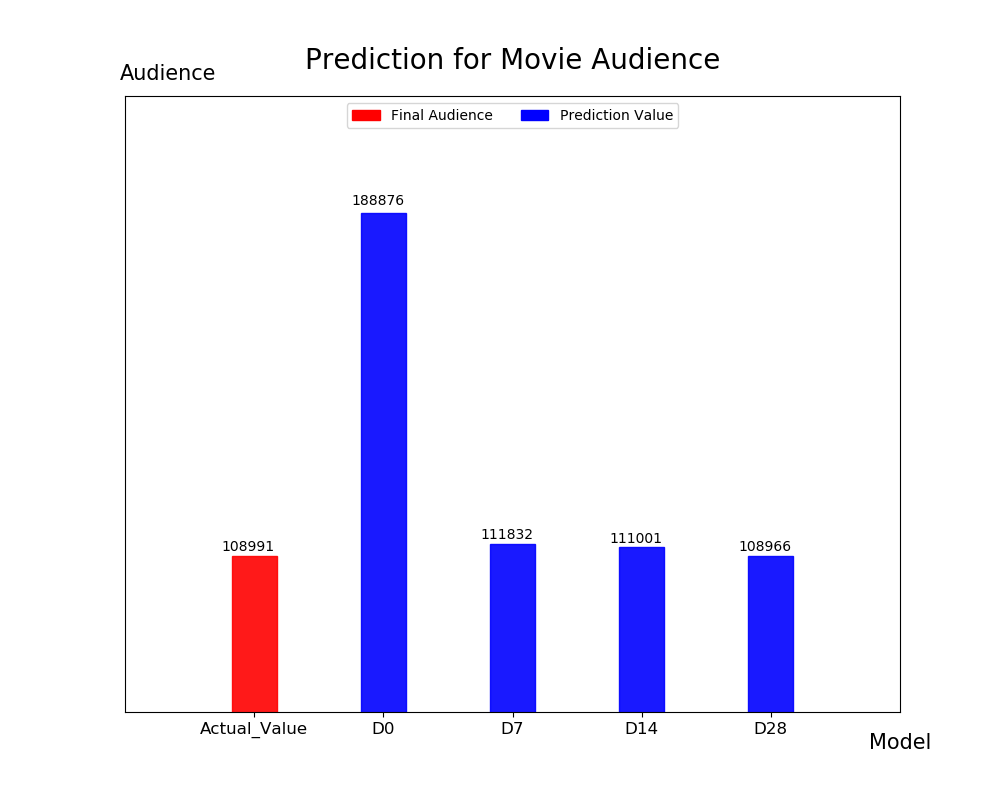 Prediction for Movie Audience
Audience
Final Audience
Prediction Value
188876
108991
111832
111001
108966
Actual_Value
D0
D7
D14
D28
Model